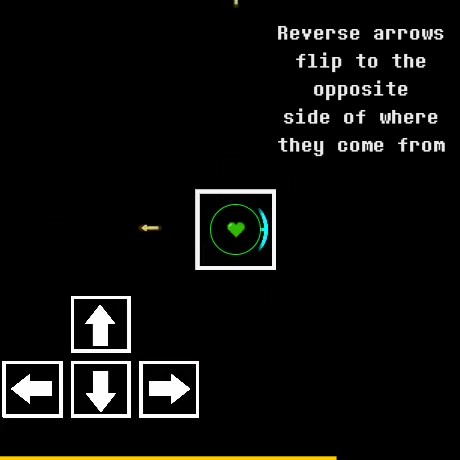 Reverse arrows
flip to the
opposite
side of where
they come from